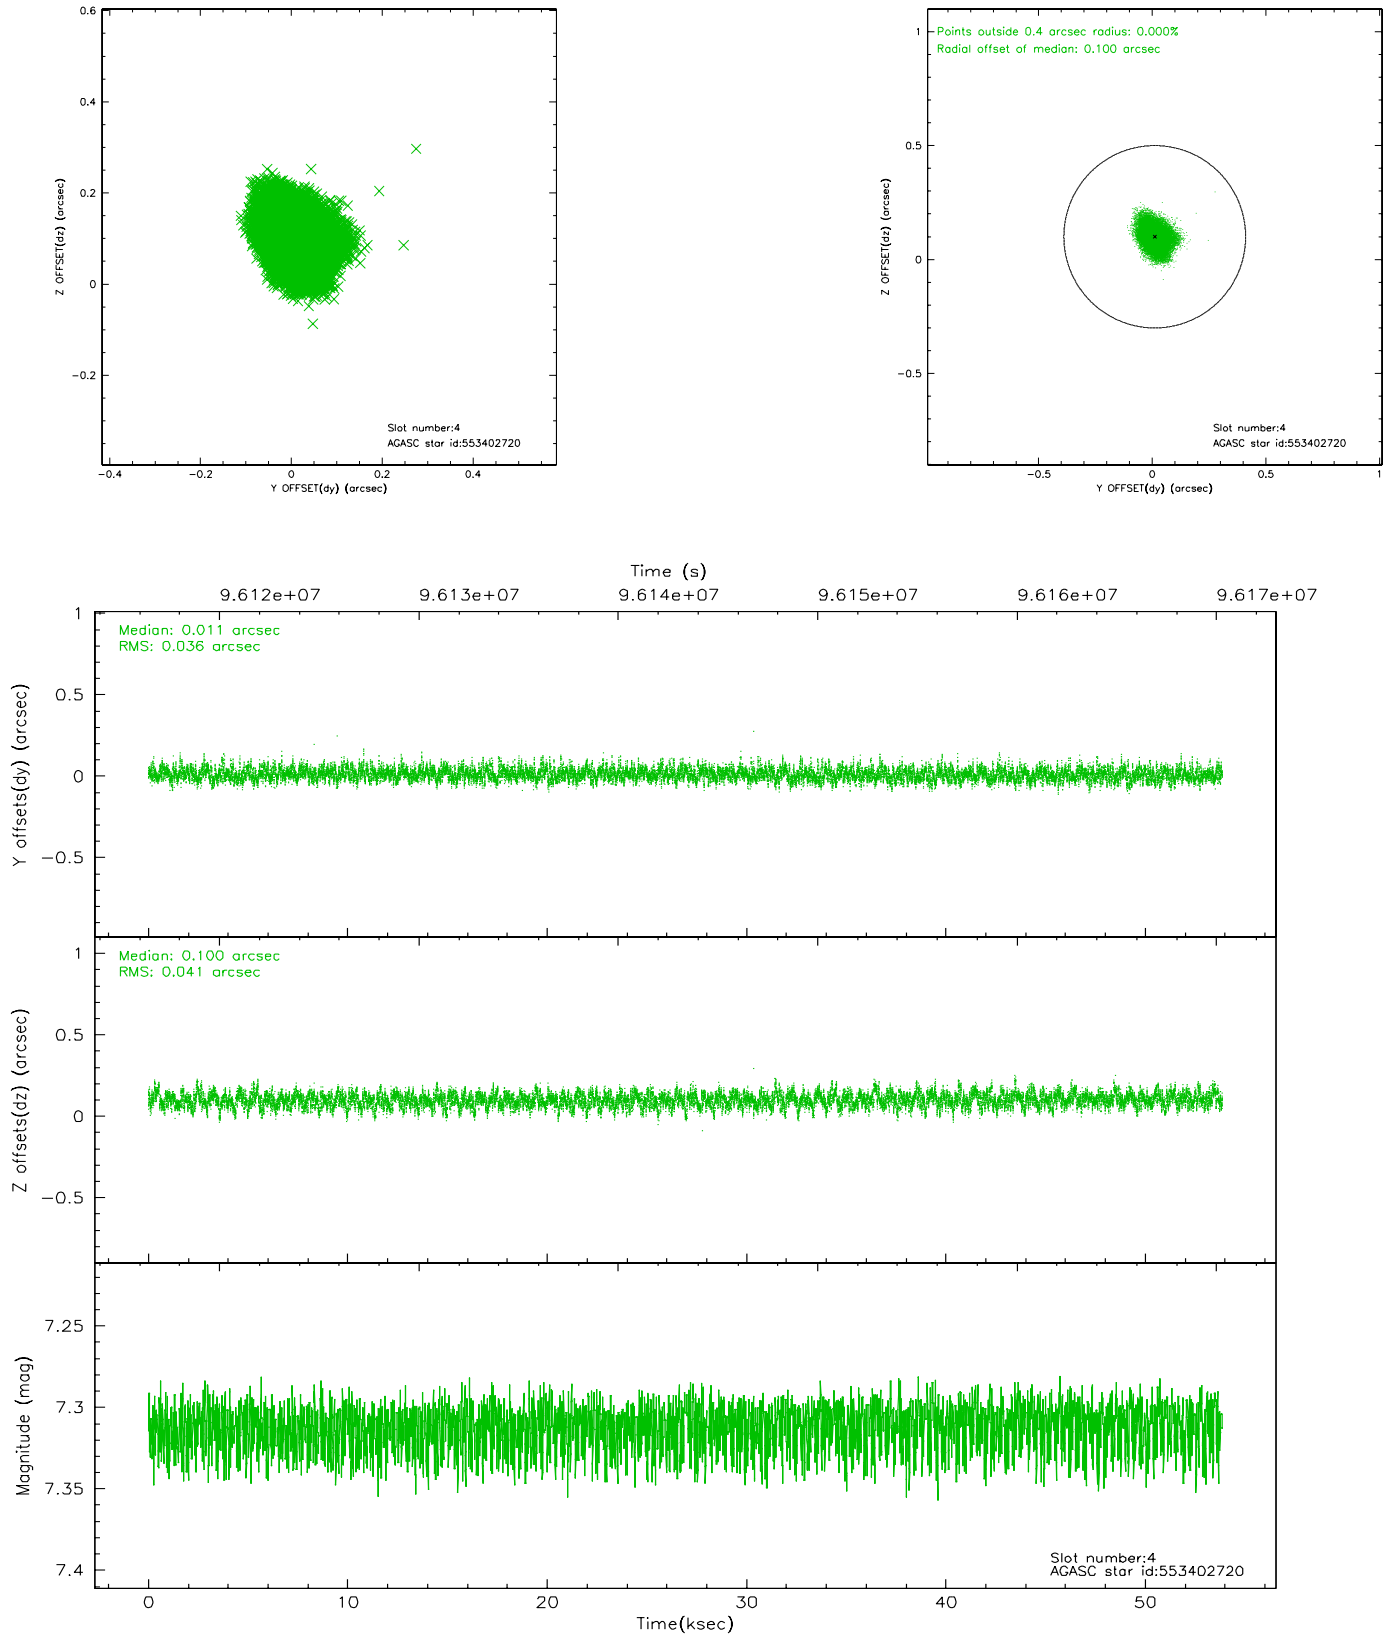 0.6
0.4
0.2
0
−0.2
Z OFFSET(dz) (arcsec)
Slot number:4
AGASC star id:553402720
−0.4
−0.2
0
0.2
0.4
Y OFFSET(dy) (arcsec)
Points outside 0.4 arcsec radius: 0.000%
Radial offset of median: 0.100 arcsec
1
0.5
0
−0.5
Z OFFSET(dz) (arcsec)
Slot number:4
AGASC star id:553402720
−0.5
0
0.5
1
Y OFFSET(dy) (arcsec)
Time (s)
9.612e+07
9.613e+07
9.614e+07
9.615e+07
9.616e+07
9.617e+07
Median: 0.011 arcsec
RMS: 0.036 arcsec
1
0.5
0
−0.5
Y offsets(dy) (arcsec)
Median: 0.100 arcsec
RMS: 0.041 arcsec
1
0.5
0
−0.5
Z offsets(dz) (arcsec)
7.25
7.3
7.35
7.4
Magnitude (mag)
Slot number:4
AGASC star id:553402720
0
10
20
30
40
50
Time(ksec)